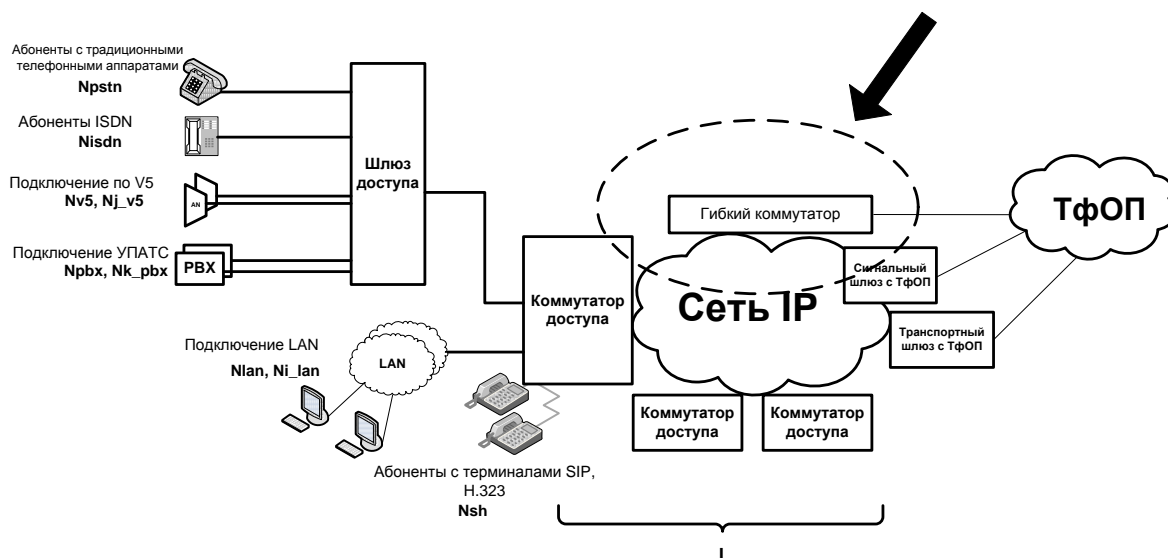 Абоненты с традиционными
телефонными аппаратами
Npstn
Абоненты ISDN
Nisdn
Подключение по V5
Nv5, Nj_v5
AN
Подключение УПАТС
Npbx, Nk_pbx
PBX
Шлюз
доступа
Подключение LAN
Nlan, Ni_lan
LAN
Абоненты с терминалами SIP,
H.323
Nsh
Коммутатор
доступа
Гибкий коммутатор
Сеть IP
Сигнальный
шлюз с ТфОП
Транспортный
шлюз с ТфОП
ТфОП
Коммутатор
доступа
Коммутатор
доступа